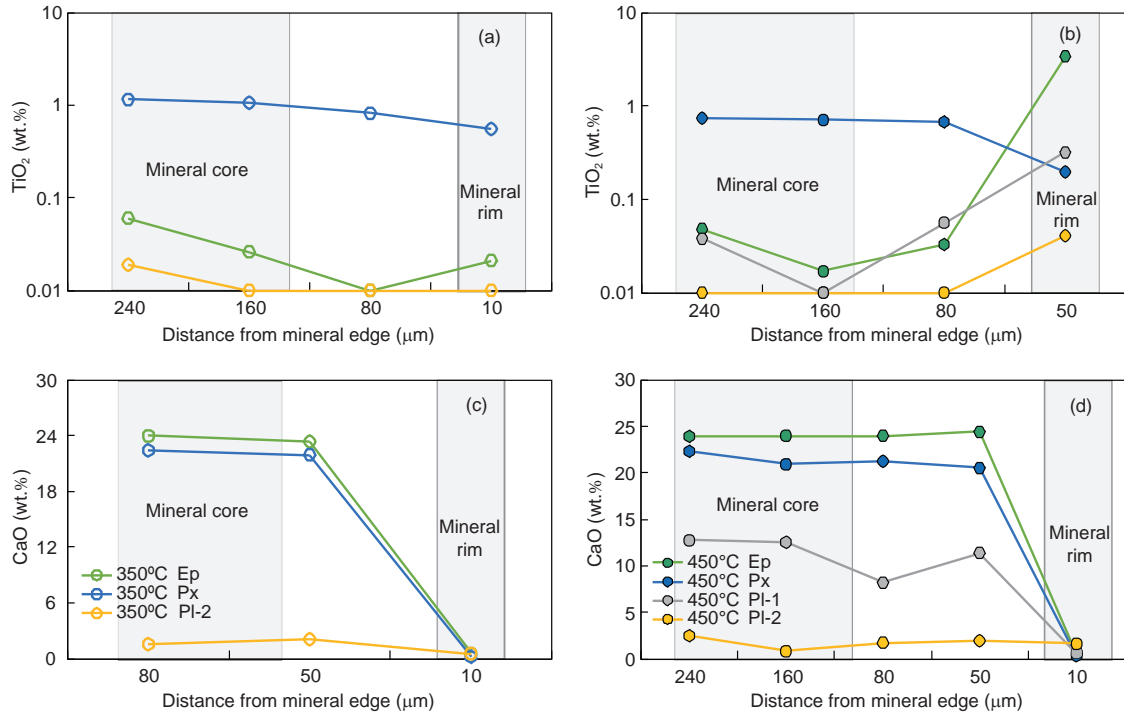 (a)
10
1
0.1
0.01
TiO2 (wt.%)
Mineral core
Mineral
rim
240
160
80
10
Distance from mineral edge (μm)
(b)
10
1
0.1
0.01
TiO2 (wt.%)
Mineral core
Mineral
rim
240
160
80
50
Distance from mineral edge (μm)
(c)
30
24
18
12
6
0
CaO (wt.%)
Mineral core
Mineral
rim
350ºC Ep
350ºC Px
350ºC Pl-2
80
50
10
Distance from mineral edge (μm)
(d)
30
25
20
15
10
5
0
CaO (wt.%)
Mineral core
Mineral
rim
450°C Ep
450°C Px
450°C Pl-1
450°C Pl-2
240
160
80
50
10
Distance from mineral edge (μm)